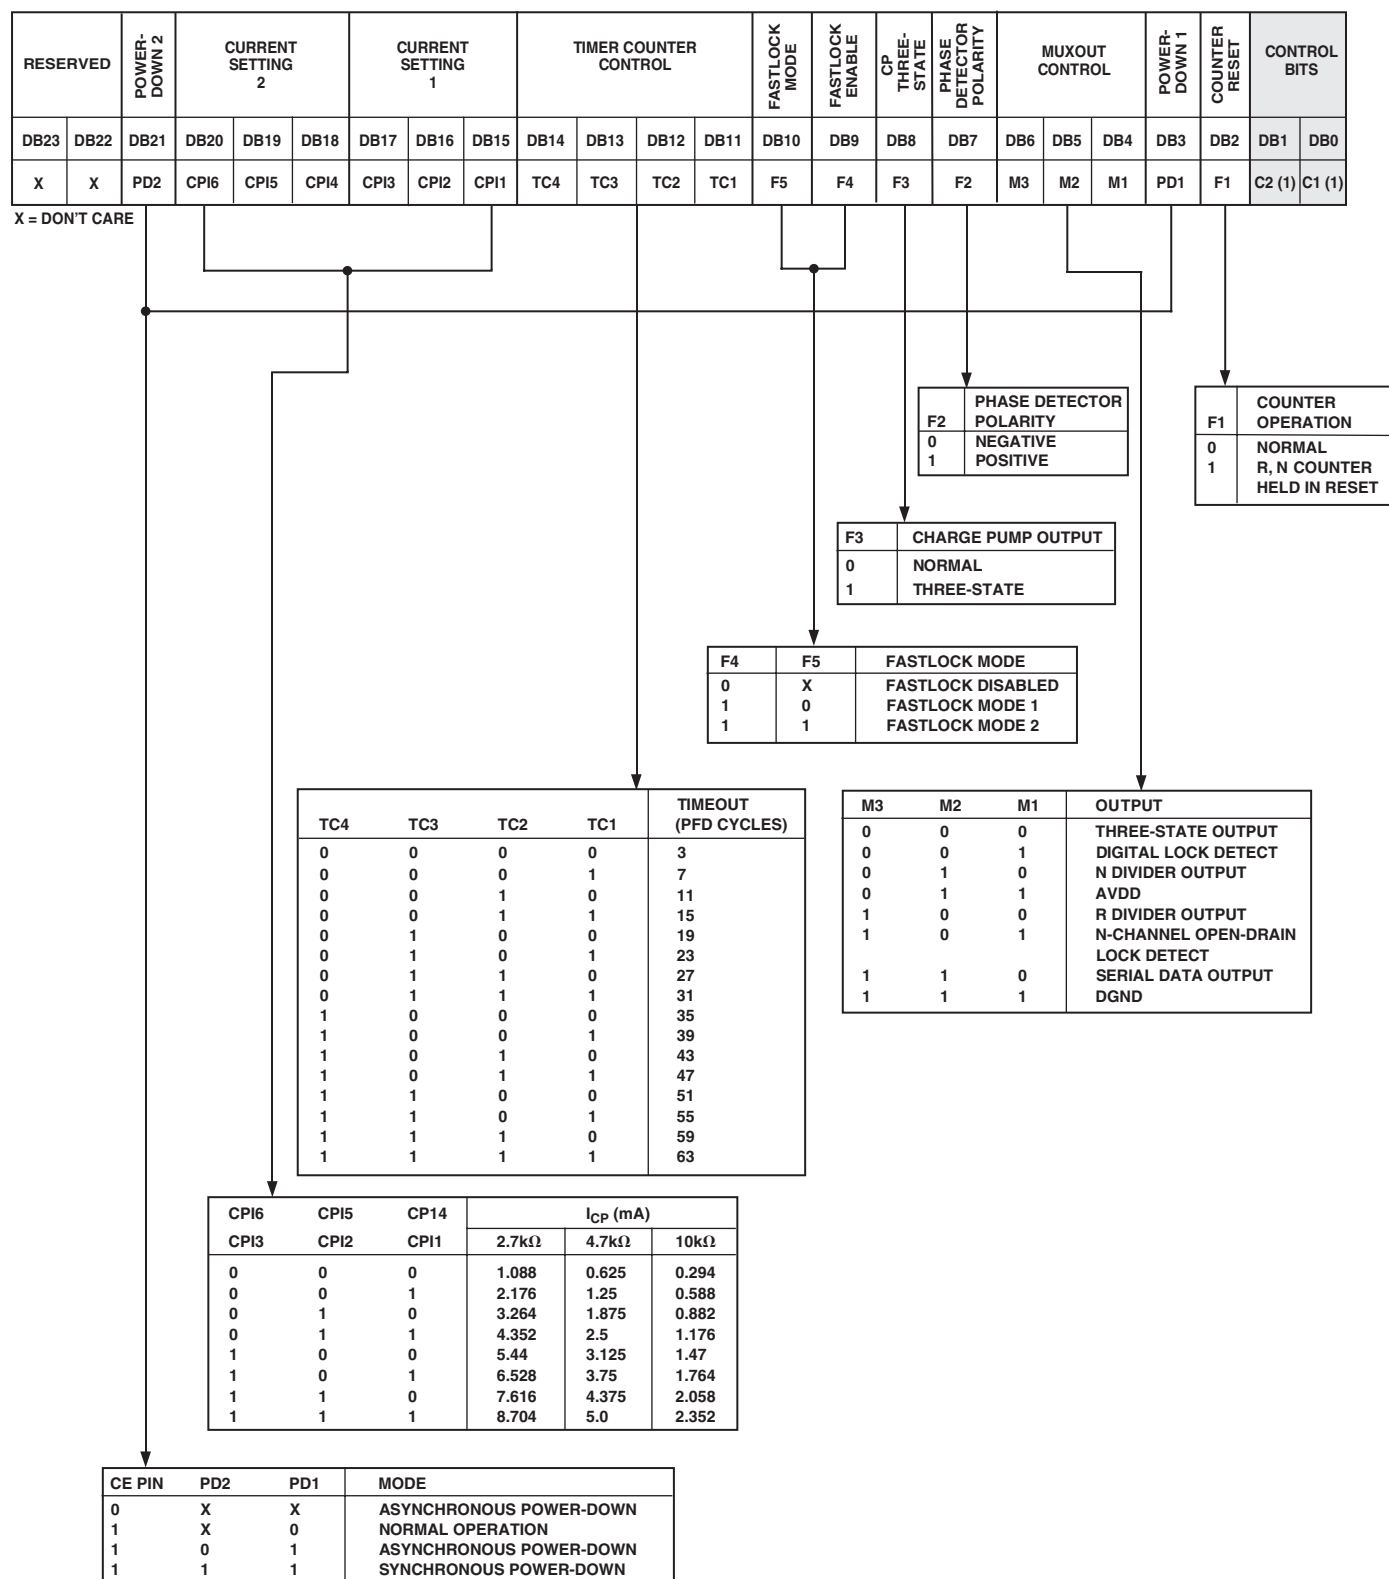 RESERVED
POWER-
DOWN 2
CURRENT
SETTING
2
CURRENT
SETTING
1
TIMER COUNTER
CONTROL
FASTLOCK
MODE
FASTLOCK
ENABLE
CP
THREE-
STATE
PHASE
DETECTOR
POLARITY
MUXOUT
CONTROL
POWER-
DOWN 1
COUNTER
RESET
CONTROL
BITS
DB23 DB22 DB21 DB20 DB19 DB18 DB17 DB16 DB15 DB14 DB13 DB12 DB11 DB10 DB9 DB8 DB7 DB6 DB5 DB4 DB3 DB2 DB1 DB0
X X PD2 CPI6 CPI5 CPI4 CPI3 CPI2 CPI1 TC4 TC3 TC2 TC1 F5 F4 F3 F2 M3 M2 M1 PD1 F1 C2 (1) C1 (1)
X = DON'T CARE
PHASE DETECTOR
F2 POLARITY
0 NEGATIVE
1 POSITIVE
COUNTER
F1 OPERATION
0 NORMAL
1 R, N COUNTER
HELD IN RESET
F3 CHARGE PUMP OUTPUT
0 NORMAL
1 THREE-STATE
F4 F5 FASTLOCK MODE
0 X FASTLOCK DISABLED
1 0 FASTLOCK MODE 1
1 1 FASTLOCK MODE 2
TIMEOUT
TC4 TC3 TC2 TC1 (PFD CYCLES)
0 0 0 0 3
0 0 0 1 7
0 0 1 0 11
0 0 1 1 15
0 1 0 0 19
0 1 0 1 23
0 1 1 0 27
0 1 1 1 31
1 0 0 0 35
1 0 0 1 39
1 0 1 0 43
1 0 1 1 47
1 1 0 0 51
1 1 0 1 55
1 1 1 0 59
1 1 1 1 63
M3 M2 M1 OUTPUT
0 0 0 THREE-STATE OUTPUT
0 0 1 DIGITAL LOCK DETECT
0 1 0 N DIVIDER OUTPUT
0 1 1 AVDD
1 0 0 R DIVIDER OUTPUT
1 0 1 N-CHANNEL OPEN-DRAIN
LOCK DETECT
1 1 0 SERIAL DATA OUTPUT
1 1 1 DGND
CPI6 CPI5 CP14 ICP (mA)
CPI3 CPI2 CPI1 2.7kΩ 4.7kΩ 10kΩ
0 0 0 1.088 0.625 0.294
0 0 1 2.176 1.25 0.588
0 1 0 3.264 1.875 0.882
0 1 1 4.352 2.5 1.176
1 0 0 5.44 3.125 1.47
1 0 1 6.528 3.75 1.764
1 1 0 7.616 4.375 2.058
1 1 1 8.704 5.0 2.352
CE PIN PD2 PD1 MODE
0 X X ASYNCHRONOUS POWER-DOWN
1 X 0 NORMAL OPERATION
1 0 1 ASYNCHRONOUS POWER-DOWN
1 1 1 SYNCHRONOUS POWER-DOWN